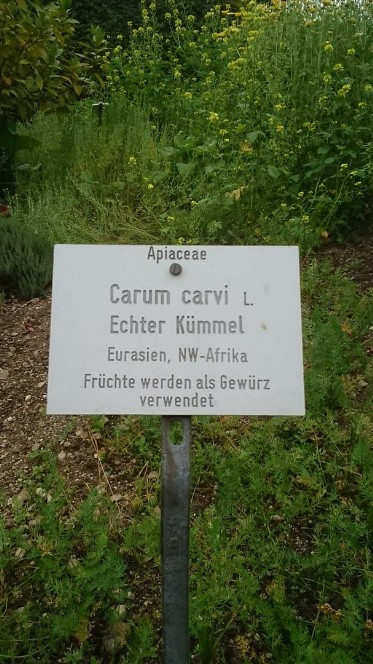 Apiaceae
Carum carvi L.
Echter Kümmel
Eurasien, NW-Afrika
Früchte werden als Gewürz
verwendet